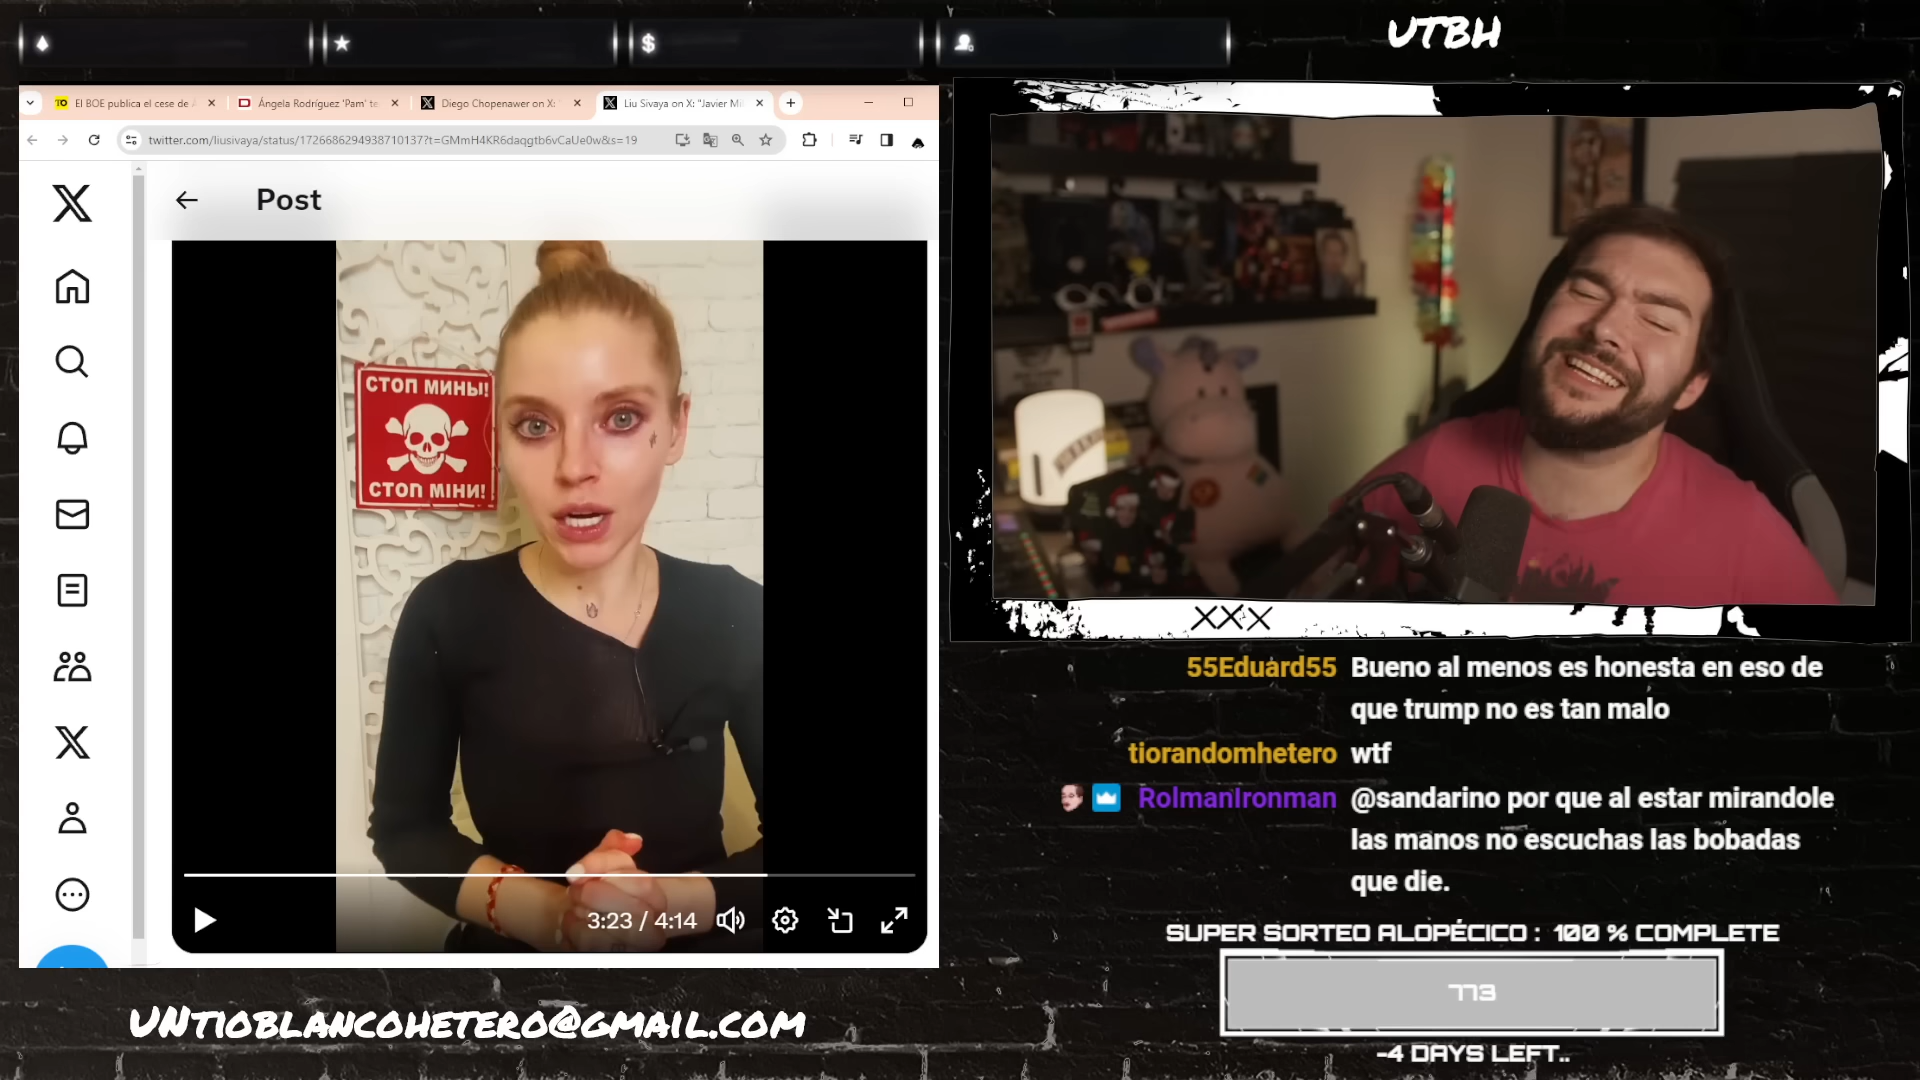 UTBH
El BOE publica el cese de
Ángela Rodríguez 'Pam' te
Diego Chopenawer on X:
Liu Sivaya on X: "Javier Mi
twitter.com/liusivaya/status/1726686294938710137?t=GMmH4KR6daqgtb6vCaUe0w&s=19
Post
СТОП МИНЫ!
СТОП МІНИ!
3:23 / 4:14
XXX
55Eduard55 Bueno al menos es honesta en eso de
que trump no es tan malo
tiorandomhetero wtf
RolmanIronman @sandarino por que al estar mirandole
las manos no escuchas las bobadas
que die.
SUPER SORTEO ALOPÉCICO : 100 % COMPLETE
773
-4 DAYS LEFT..
UNTIOBLANCOHETERO@GMAIL.COM